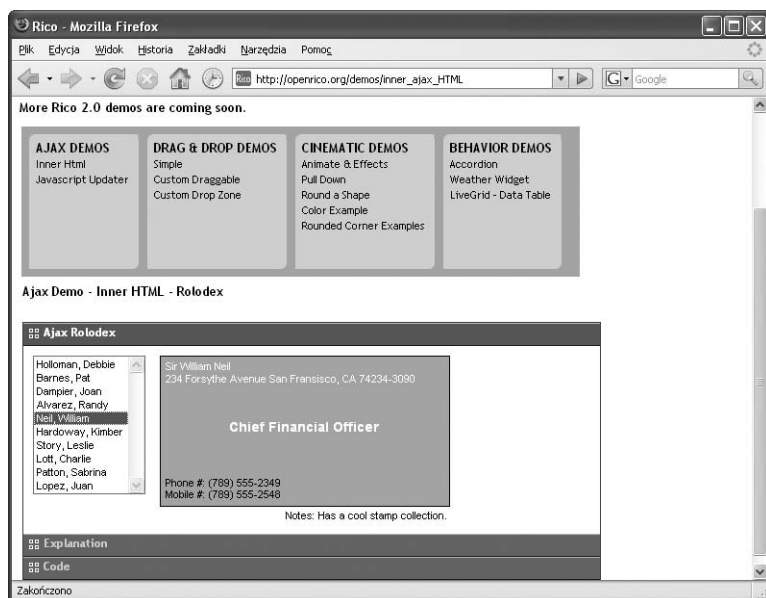 Rico - Mozilla Firefox
Plik Edycja Widok Historia Zakładki Narzędzia Pomoc
Rico http://openrico.org/demos/inner_ajax_HTML G Google
More Rico 2.0 demos are coming soon.
AJAX DEMOS
Inner Html
Javascript Updater
DRAG & DROP DEMOS
Simple
Custom Draggable
Custom Drop Zone
CINEMATIC DEMOS
Animate & Effects
Pull Down
Round a Shape
Color Example
Rounded Corner Examples
BEHAVIOR DEMOS
Accordion
Weather Widget
LiveGrid - Data Table
Ajax Demo - Inner HTML - Rolodex
Ajax Rolodex
Holloman, Debbie
Barnes, Pat
Dampier, Joan
Alvarez, Randy
Neil, William
Hardoway, Kimber
Story, Leslie
Lott, Charlie
Patton, Sabrina
Lopez, Juan
Sir William Neil
234 Forsythe Avenue San Fransisco, CA 74234-3090
Chief Financial Officer
Phone #: (789) 555-2349
Mobile #: (789) 555-2548
Notes: Has a cool stamp collection.
Explanation
Code
Zakończono